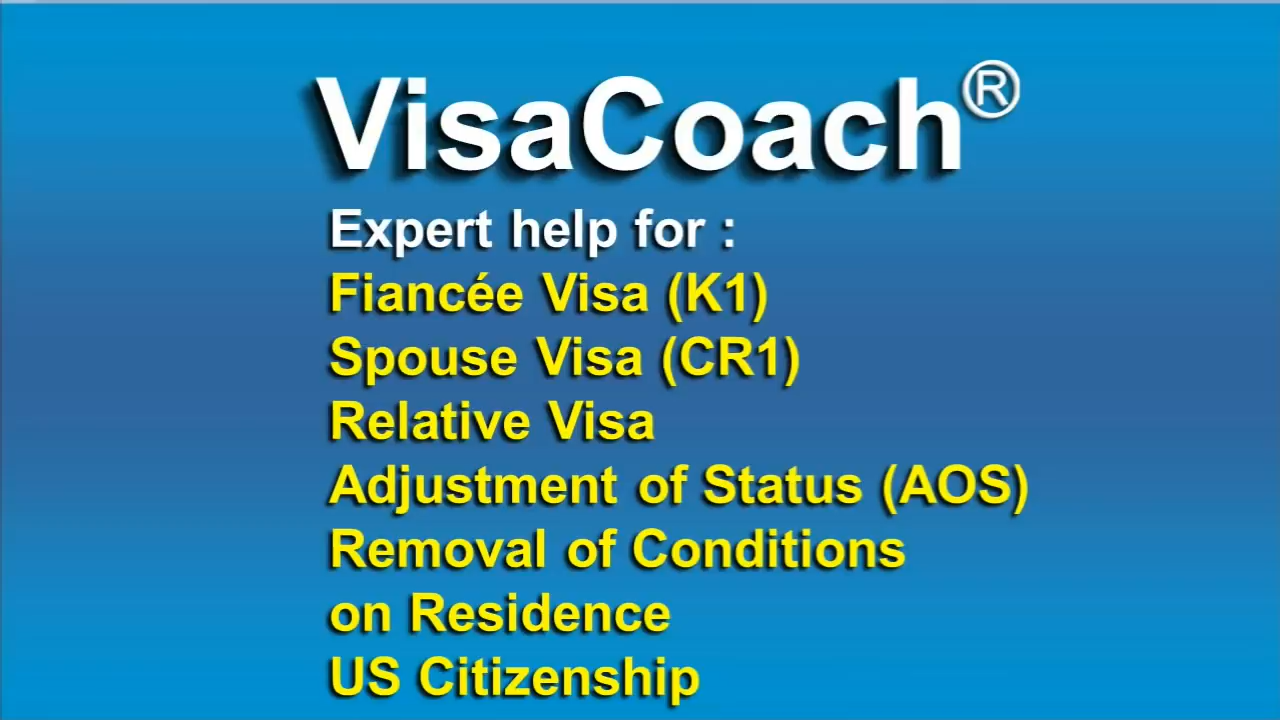 VisaCoach®
Expert help for :
Fiancée Visa (K1)
Spouse Visa (CR1)
Relative Visa
Adjustment of Status (AOS)
Removal of Conditions
on Residence
US Citizenship